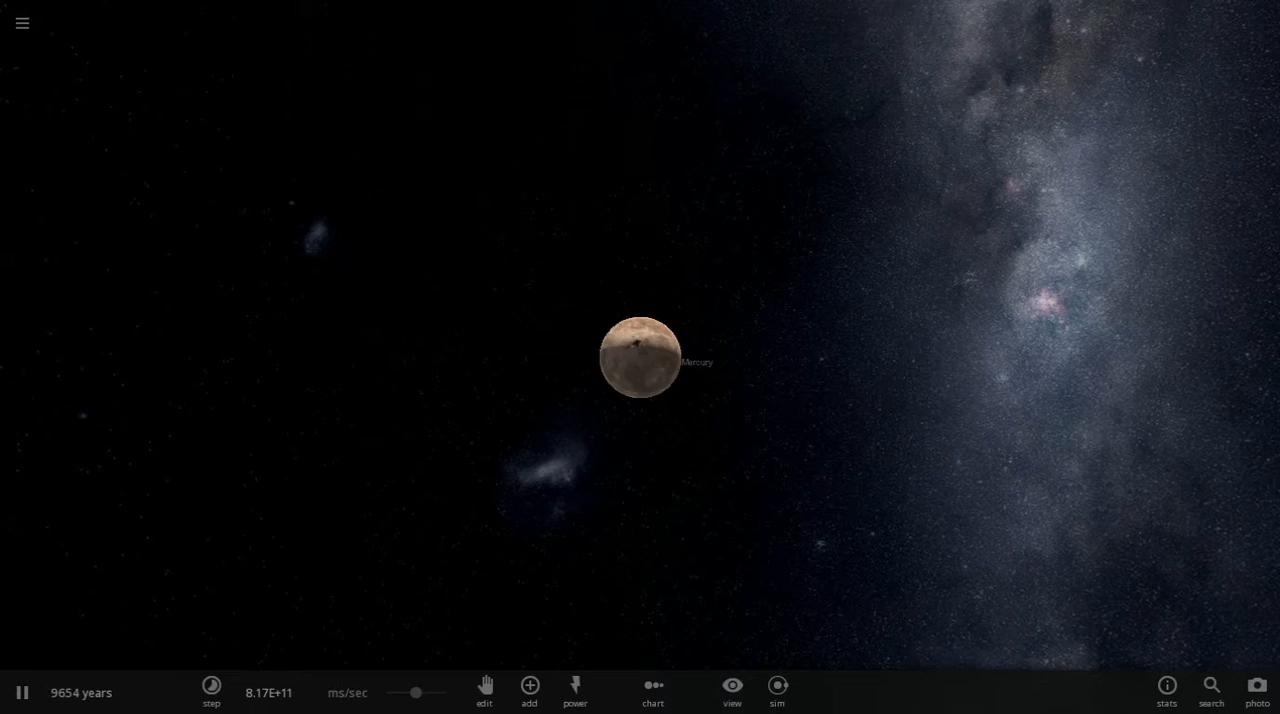 Mercury
9654 years
step
8.17E+11 ms/sec
edit
add
power
chart
view
sim
stats
search
photo